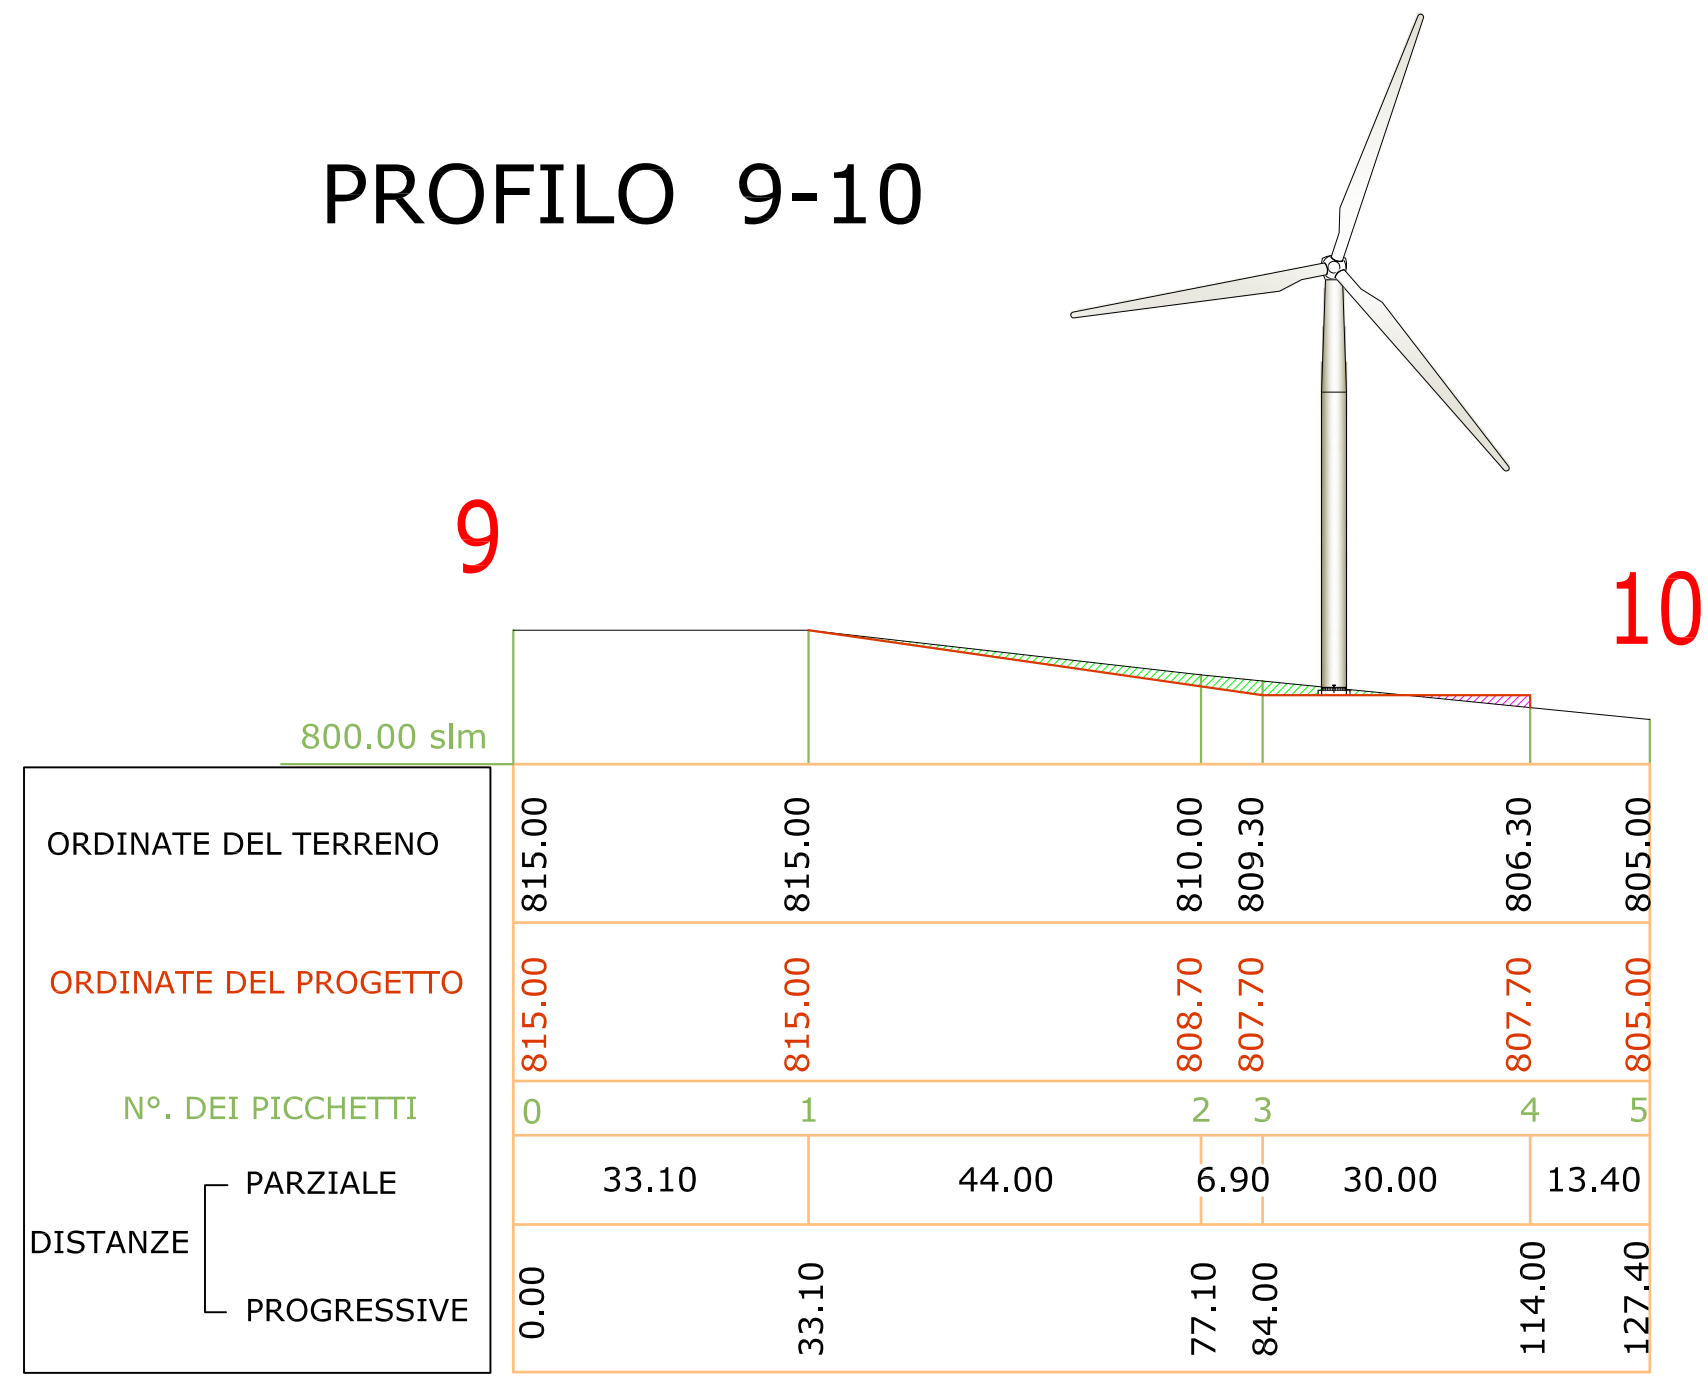 PROFILO 9-10
9
10
800.00 slm
ORDINATE DEL TERRENO
815.00 815.00 810.00 809.30 806.30 805.00
ORDINATE DEL PROGETTO
815.00 815.00 808.70 807.70 807.70 805.00
N°. DEI PICCHETTI
0 1 2 3 4 5
DISTANZE
PARZIALE
33.10 44.00 6.90 30.00 13.40
PROGRESSIVE
0.00 33.10 77.10 84.00 114.00 127.40